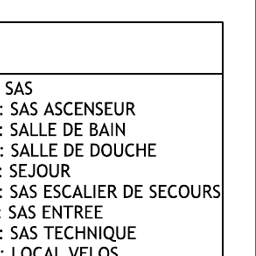 SAS
: SAS ASCENSEUR
: SALLE DE BAIN
: SALLE DE DOUCHE
: SEJOUR
: SAS ESCALIER DE SECOURS
: SAS ENTREE
: SAS TECHNIQUE
: LOCAL VELOS